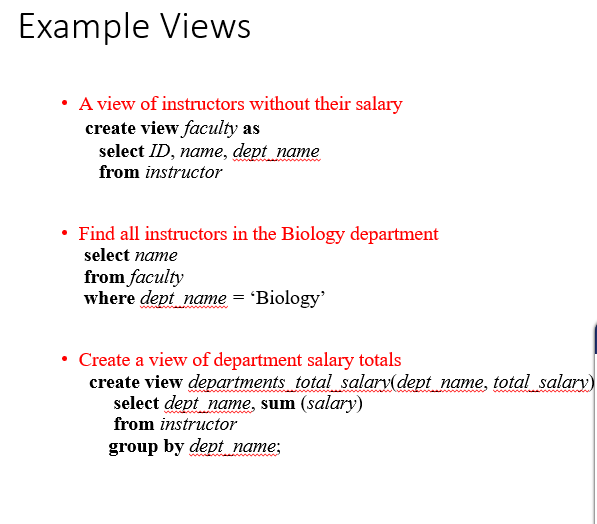 Example Views
• A view of instructors without their salary
create view faculty as
select ID, name, dept_name
from instructor
• Find all instructors in the Biology department
select name
from faculty
where dept_name = ‘Biology’
• Create a view of department salary totals
create view departments_total_salary(dept_name, total_salary)
select dept_name, sum (salary)
from instructor
group by dept_name;